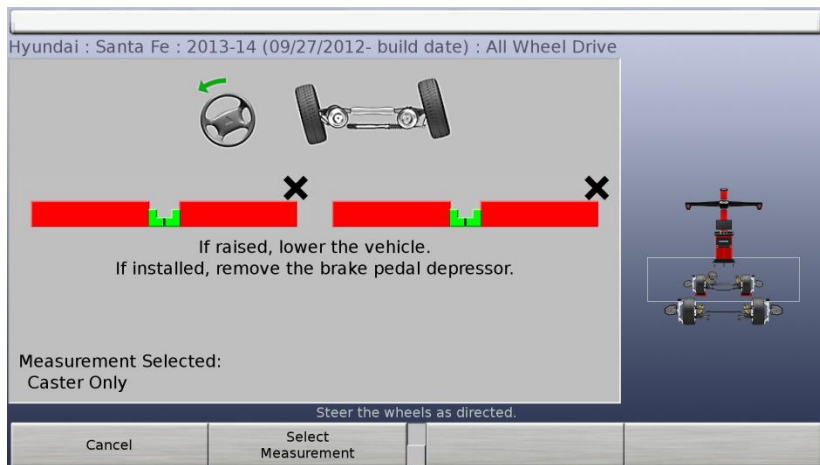 Hyundai : Santa Fe : 2013-14 (09/27/2012- build date) : All Wheel Drive
If raised, lower the vehicle.
If installed, remove the brake pedal depressor.
Measurement Selected:
Caster Only
Steer the wheels as directed.
Cancel
Select
Measurement